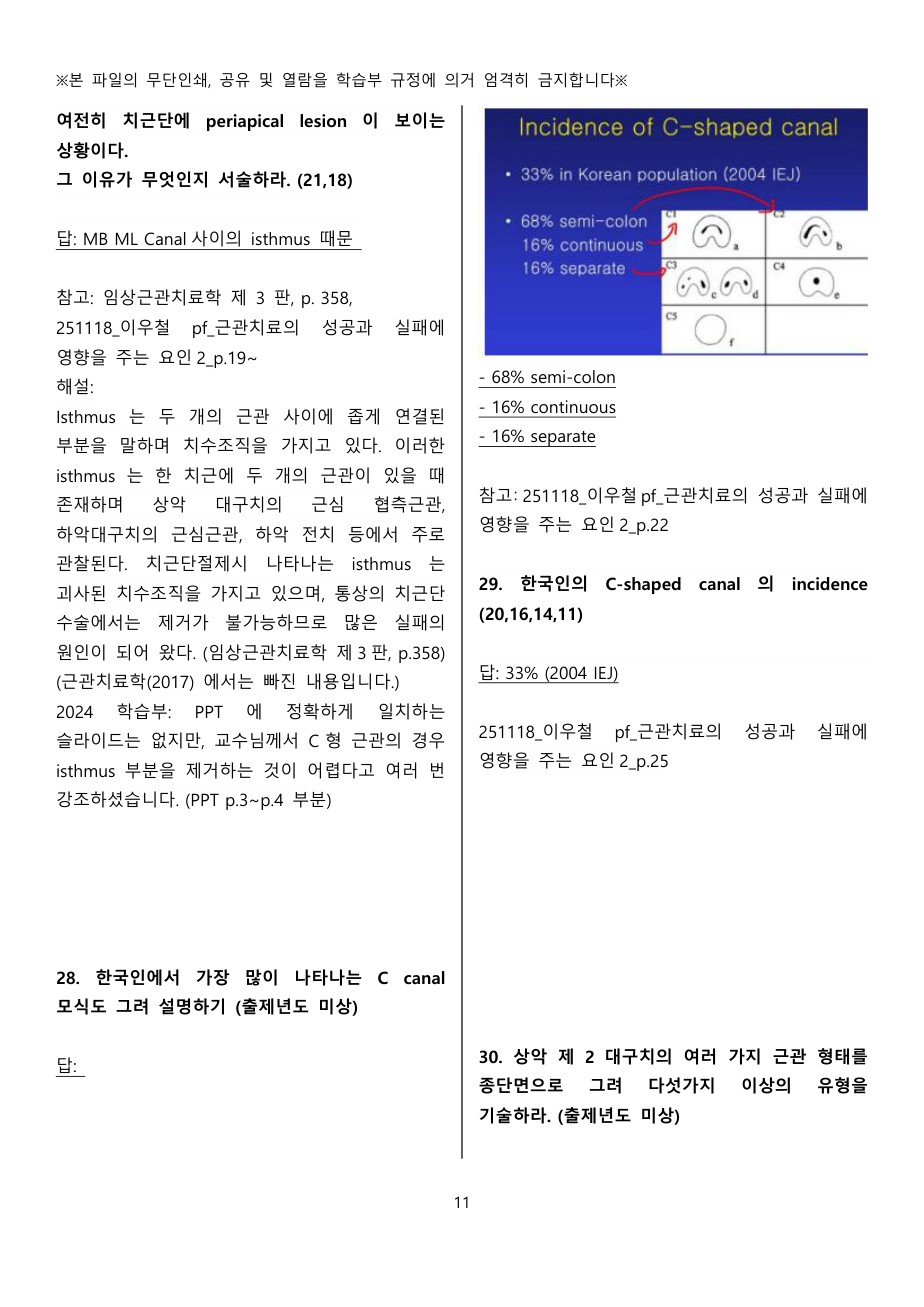 ※본 파일의 무단인쇄, 공유 및 열람을 학습부 규정에 의거 엄격히 금지합니다※
여전히 치근단에 periapical lesion 이 보이는
상황이다.
그 이유가 무엇인지 서술하라. (21,18)
답: MB ML Canal 사이의 isthmus 때문
참고: 임상근관치료학 제 3 판, p. 358,
251118_이우철 pf_근관치료의 성공과 실패에
영향을 주는 요인 2_p.19~
해설:
Isthmus 는 두 개의 근관 사이에 좁게 연결된
부분을 말하며 치수조직을 가지고 있다. 이러한
isthmus 는 한 치근에 두 개의 근관이 있을 때
존재하며 상악 대구치의 근심 협측근관,
하악대구치의 근심근관, 하악 전치 등에서 주로
관찰된다. 치근단절제시 나타나는 isthmus 는
괴사된 치수조직을 가지고 있으며, 통상의 치근단
수술에서는 제거가 불가능하므로 많은 실패의
원인이 되어 왔다. (임상근관치료학 제 3 판, p.358)
(근관치료학(2017) 에서는 빠진 내용입니다.)
2024 학습부: PPT 에 정확하게 일치하는
슬라이드는 없지만, 교수님께서 C 형 근관의 경우
isthmus 부분을 제거하는 것이 어렵다고 여러 번
강조하셨습니다. (PPT p.3~p.4 부분)
28. 한국인에서 가장 많이 나타나는 C canal
모식도 그려 설명하기 (출제년도 미상)
답:
Incidence of C-shaped canal
• 33% in Korean population (2004 IEJ)
• 68% semi-colon
16% continuous
16% separate
C1 a C2 b
C3 c d C4 e
C5 f
- 68% semi-colon
- 16% continuous
- 16% separate
참고: 251118_이우철 pf_근관치료의 성공과 실패에
영향을 주는 요인 2_p.22
29. 한국인의 C-shaped canal 의 incidence
(20,16,14,11)
답: 33% (2004 IEJ)
251118_이우철 pf_근관치료의 성공과 실패에
영향을 주는 요인 2_p.25
30. 상악 제 2 대구치의 여러 가지 근관 형태를
종단면으로 그려 다섯가지 이상의 유형을
기술하라. (출제년도 미상)
11